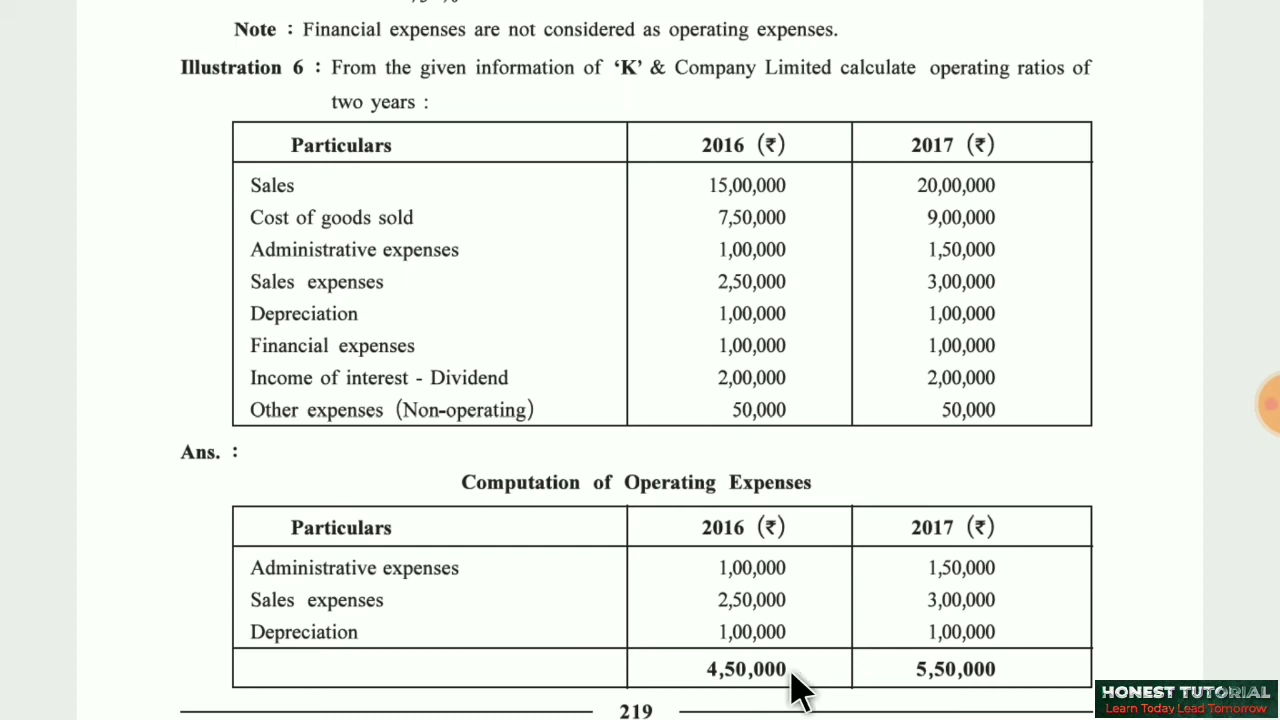 Note : Financial expenses are not considered as operating expenses.
Illustration 6 : From the given information of ‘K’ & Company Limited calculate operating ratios of
two years :
Particulars 2016 (₹) 2017 (₹)
Sales 15,00,000 20,00,000
Cost of goods sold 7,50,000 9,00,000
Administrative expenses 1,00,000 1,50,000
Sales expenses 2,50,000 3,00,000
Depreciation 1,00,000 1,00,000
Financial expenses 1,00,000 1,00,000
Income of interest - Dividend 2,00,000 2,00,000
Other expenses (Non-operating) 50,000 50,000
Ans. :
Computation of Operating Expenses
Particulars 2016 (₹) 2017 (₹)
Administrative expenses 1,00,000 1,50,000
Sales expenses 2,50,000 3,00,000
Depreciation 1,00,000 1,00,000
4,50,000 5,50,000
219
HONEST TUTORIAL
Learn Today Lead Tomorrow